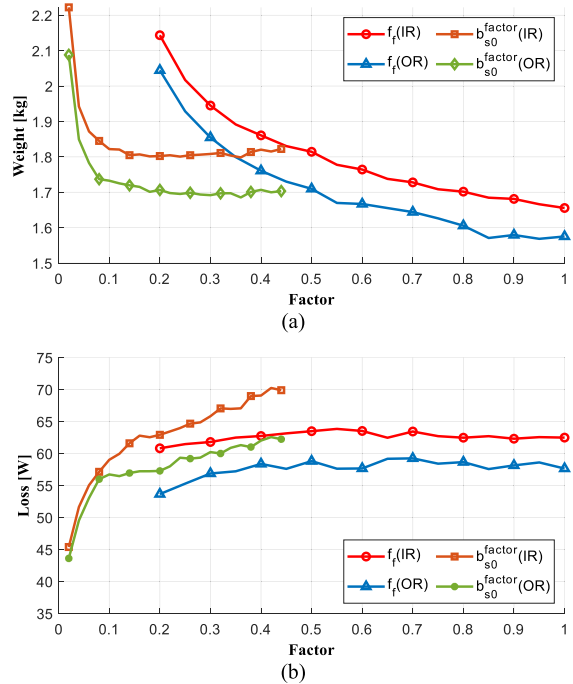 2.2
2.1
2
1.9
1.8
1.7
1.6
1.5
Weight [kg]
f_f(IR)
f_f(OR)
b_s0^factor(IR)
b_s0^factor(OR)
0 0.1 0.2 0.3 0.4 0.5 0.6 0.7 0.8 0.9 1
Factor
(a)
75
70
65
60
55
50
45
40
35
Loss [W]
f_f(IR)
f_f(OR)
b_s0^factor(IR)
b_s0^factor(OR)
0 0.1 0.2 0.3 0.4 0.5 0.6 0.7 0.8 0.9 1
Factor
(b)